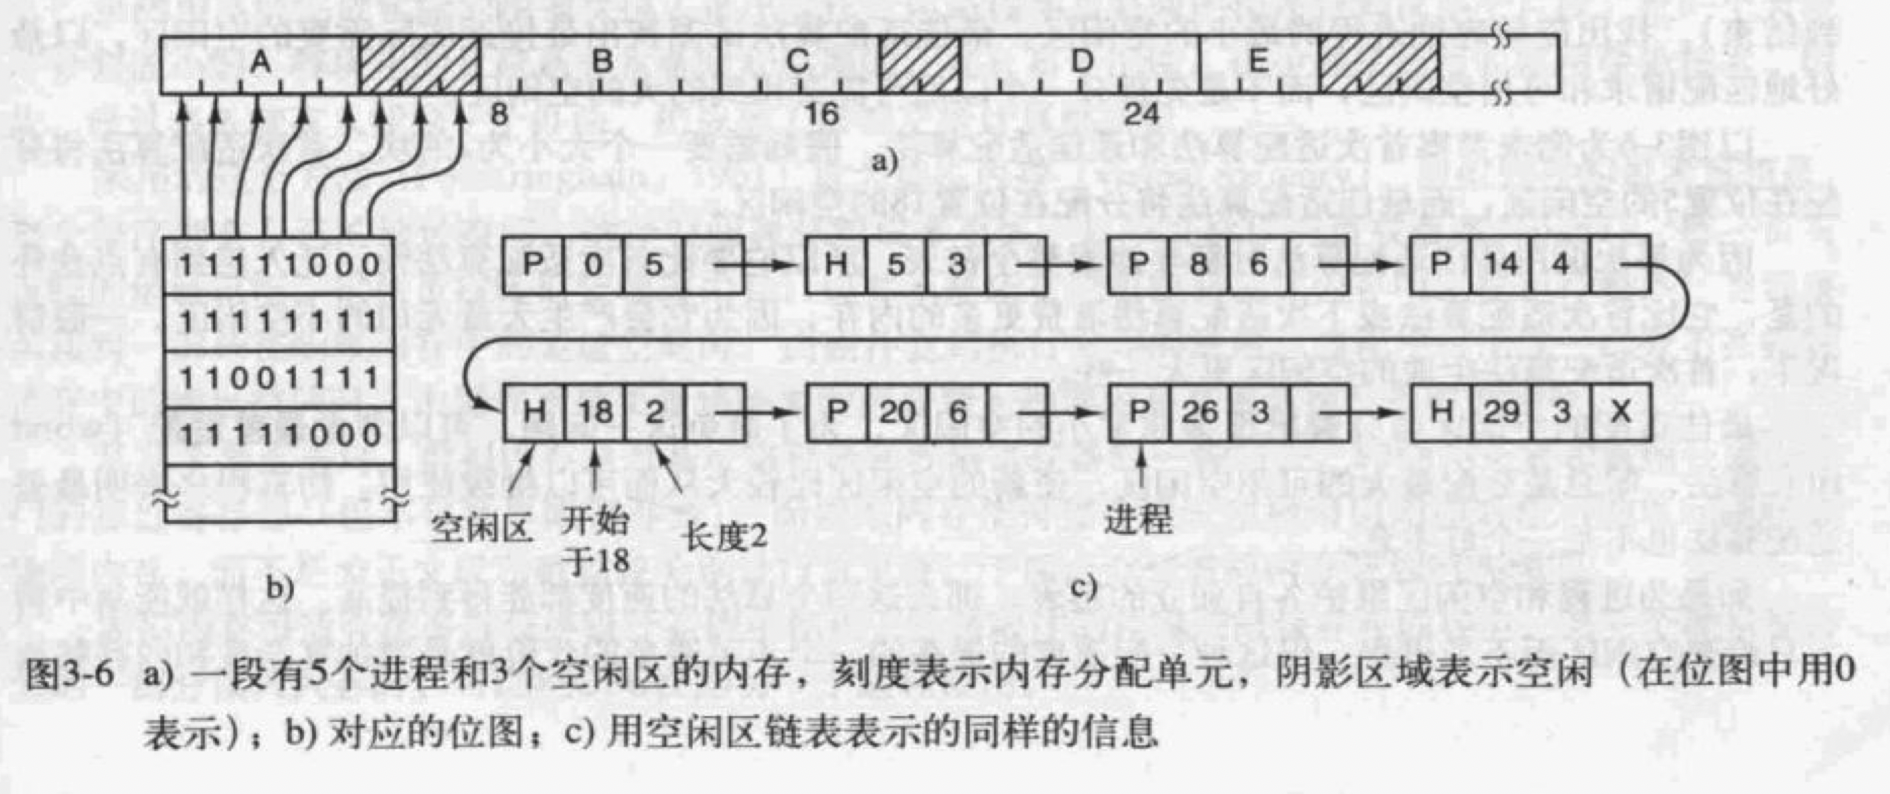 A B C D E
8 16 24
a)
11111000
11111111
11001111
11111000
b)
P 0 5
H 5 3
P 8 6
P 14 4
H 18 2
P 20 6
P 26 3
H 29 3 X
空闲区
开始
于18
长度2
进程
c)
图3-6 a) 一段有5个进程和3个空闲区的内存，刻度表示内存分配单元，阴影区域表示空闲（在位图中用0
表示）；b) 对应的位图；c) 用空闲区链表表示的同样的信息